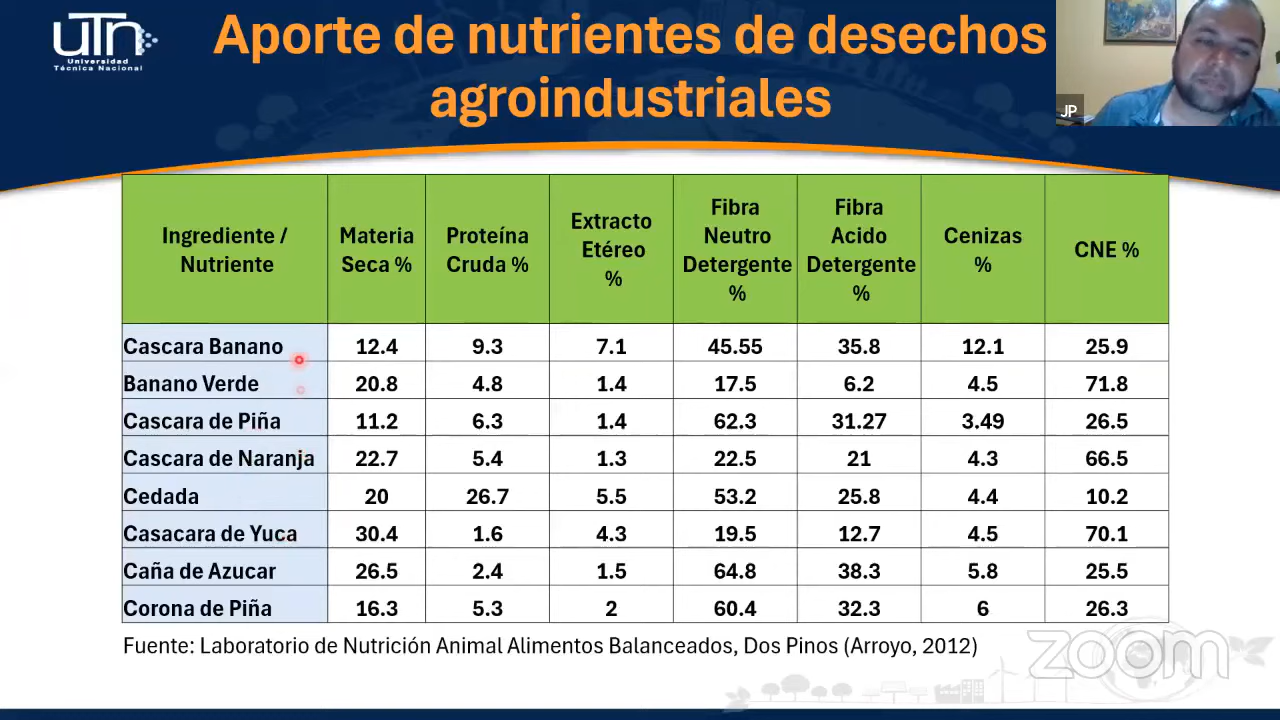 UTN
Universidad
Técnica Nacional
Aporte de nutrientes de desechos
agroindustriales
JP
Ingrediente / Nutriente | Materia Seca % | Proteína Cruda % | Extracto Etéreo % | Fibra Neutro Detergente % | Fibra Acido Detergente % | Cenizas % | CNE %
Cascara Banano | 12.4 | 9.3 | 7.1 | 45.55 | 35.8 | 12.1 | 25.9
Banano Verde | 20.8 | 4.8 | 1.4 | 17.5 | 6.2 | 4.5 | 71.8
Cascara de Piña | 11.2 | 6.3 | 1.4 | 62.3 | 31.27 | 3.49 | 26.5
Cascara de Naranja | 22.7 | 5.4 | 1.3 | 22.5 | 21 | 4.3 | 66.5
Cedada | 20 | 26.7 | 5.5 | 53.2 | 25.8 | 4.4 | 10.2
Casacara de Yuca | 30.4 | 1.6 | 4.3 | 19.5 | 12.7 | 4.5 | 70.1
Caña de Azucar | 26.5 | 2.4 | 1.5 | 64.8 | 38.3 | 5.8 | 25.5
Corona de Piña | 16.3 | 5.3 | 2 | 60.4 | 32.3 | 6 | 26.3
Fuente: Laboratorio de Nutrición Animal Alimentos Balanceados, Dos Pinos (Arroyo, 2012)
zoom